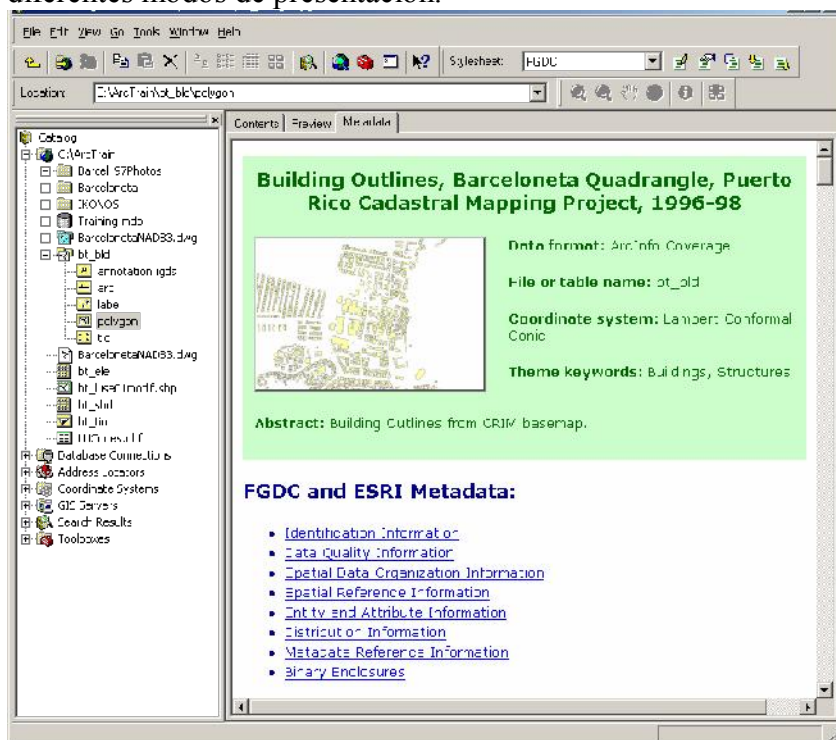 diferentes modos de presentación.
File Edit View Go Tools Window Help
Stylesheet: FGDC
Location: C:\ArcTrain\bt_bld\polygon
Contents Preview Metadata
Catalog
C:\ArcTrain
Barcel_97Photos
Barceloneta
IKONOS
Training.mdb
BarcelonetaNAD83.dwg
bt_bld
annotation.igds
arc
label
polygon
tic
BarcelonetaNAD83.dwg
bt_ele
bt_shd
bt_tin
Database Connections
Address Locators
Coordinate Systems
GIS Servers
Search Results
Toolboxes
Building Outlines, Barceloneta Quadrangle, Puerto
Rico Cadastral Mapping Project, 1996-98
Data format: ArcInfo Coverage
File or table name: bt_bld
Coordinate system: Lambert Conformal
Conic
Theme keywords: Buildings, Structures
Abstract: Building Outlines from CRIM basemap.
FGDC and ESRI Metadata:
Identification Information
Data Quality Information
Spatial Data Organization Information
Spatial Reference Information
Entity and Attribute Information
Distribution Information
Metadata Reference Information
Binary Enclosures